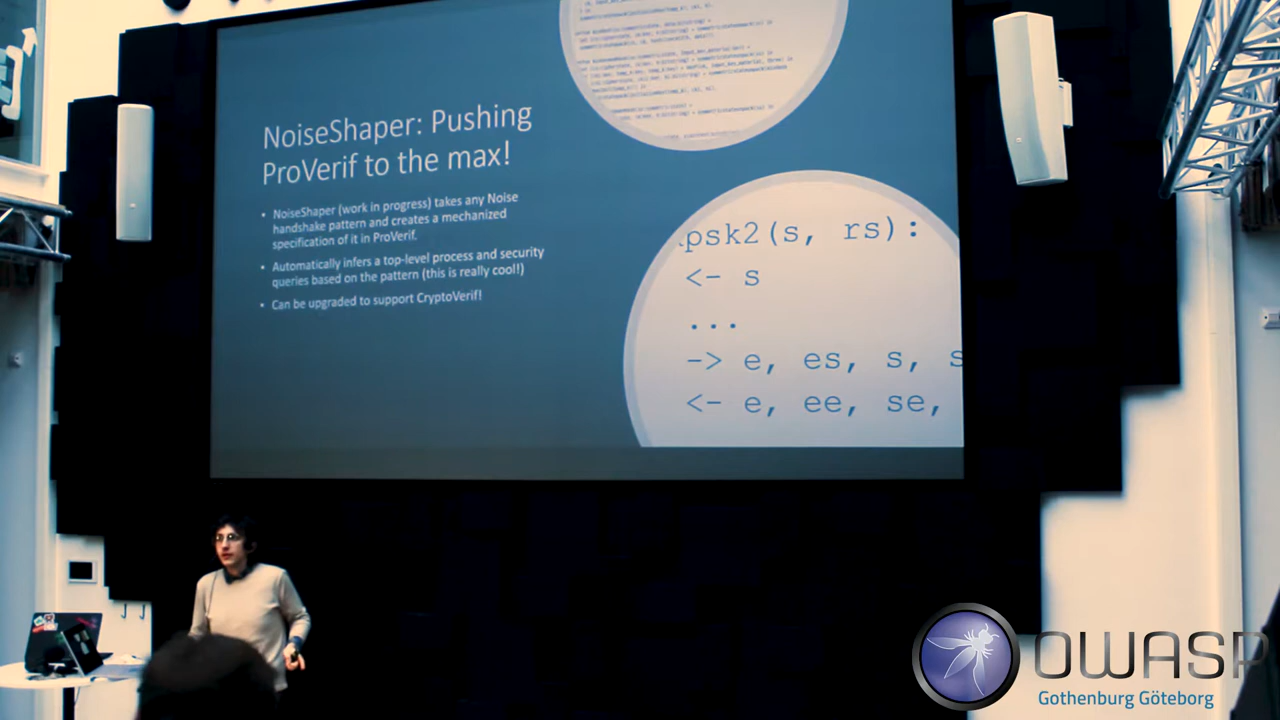 NoiseShaper: Pushing
ProVerif to the max!
• NoiseShaper (work in progress) takes any Noise
handshake pattern and creates a mechanized
specification of it in ProVerif.
• Automatically infers a top-level process and security
queries based on the pattern (this is really cool!)
• Can be upgraded to support CryptoVerif!
psk2(s, rs):
<- s
...
-> e, es, s, s
<- e, ee, se,
OWASP
Gothenburg Göteborg